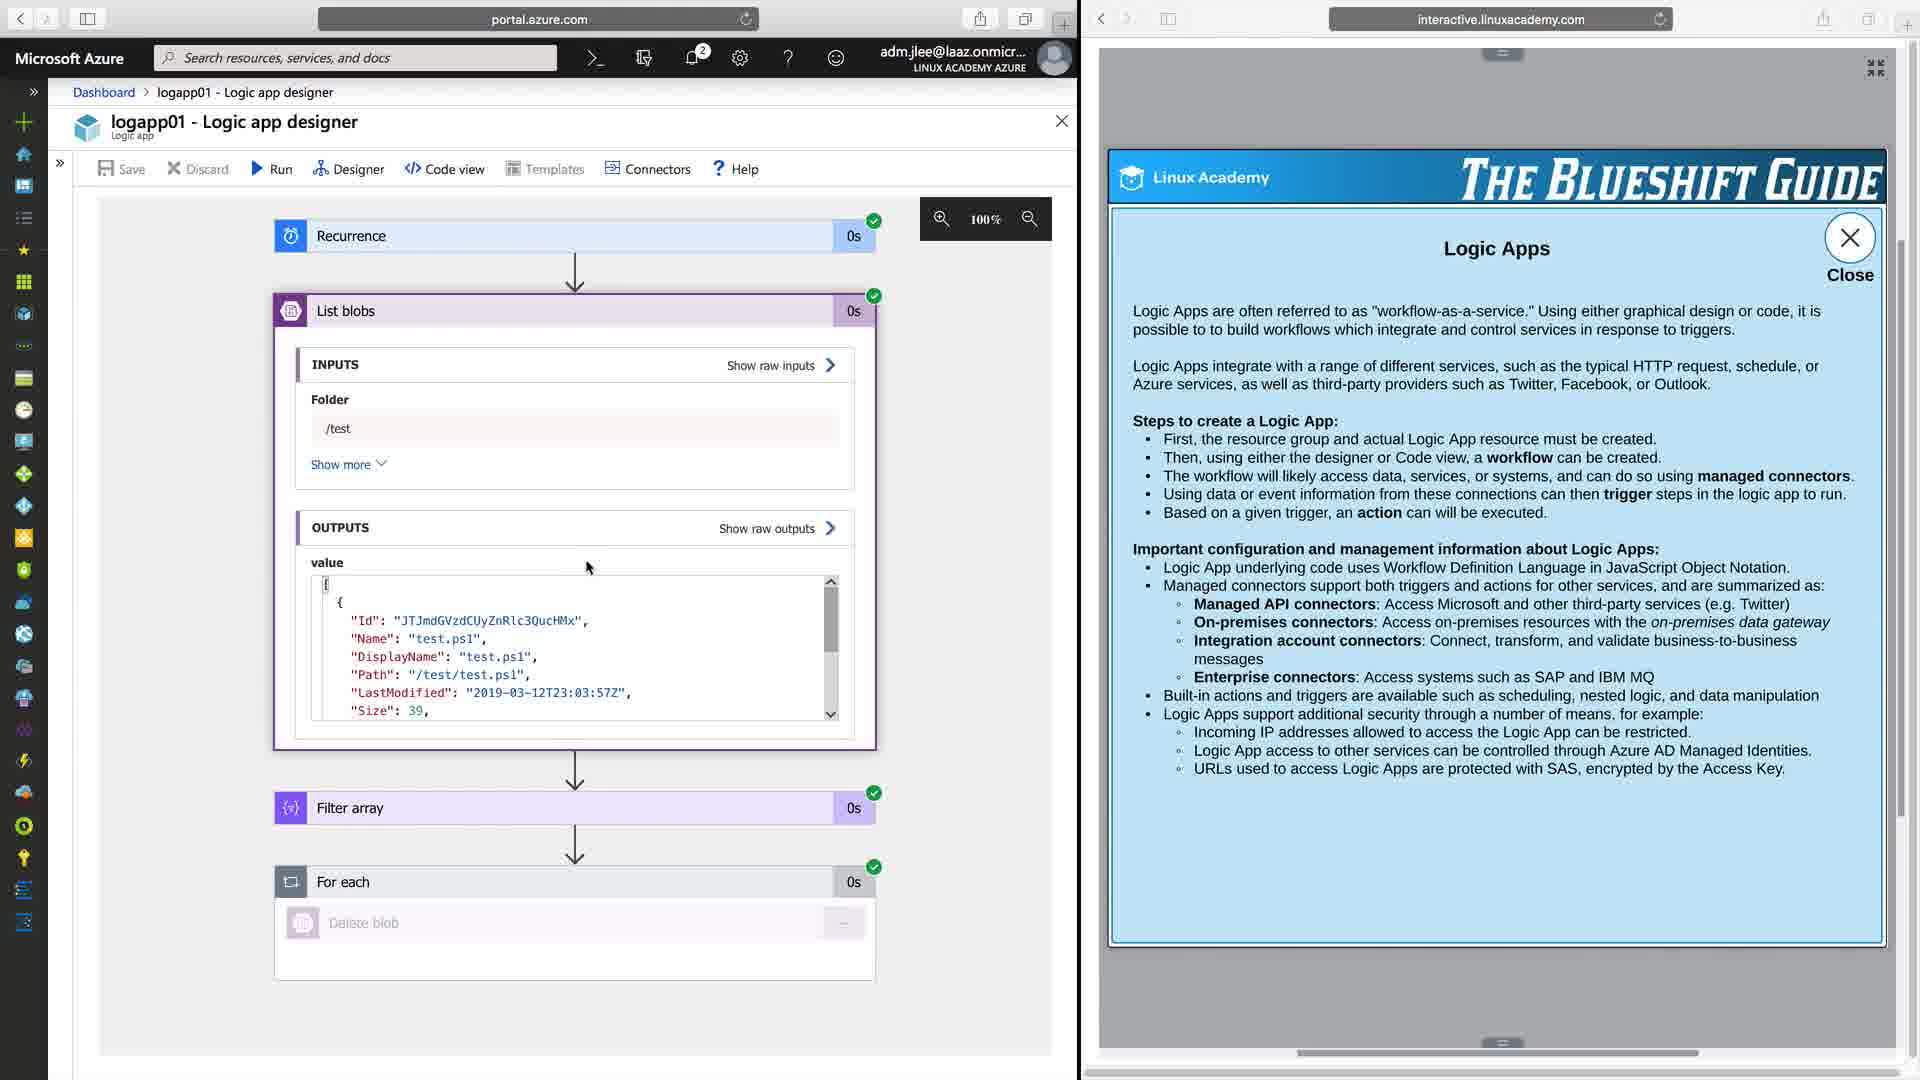 portal.azure.com
Microsoft Azure
Search resources, services, and docs
2
adm.jlee@laaz.onmicr...
LINUX ACADEMY AZURE
Dashboard > logapp01 - Logic app designer
logapp01 - Logic app designer
Logic app
Save Discard Run Designer Code view Templates Connectors Help
100%
Recurrence 0s
List blobs 0s
INPUTS Show raw inputs
Folder
/test
Show more
OUTPUTS Show raw outputs
value
[
{
"Id": "JTJmdGVzdCUyZnRlc3QucHMx",
"Name": "test.ps1",
"DisplayName": "test.ps1",
"Path": "/test/test.ps1",
"LastModified": "2019-03-12T23:03:57Z",
"Size": 39,
Filter array 0s
For each 0s
Delete blob --
interactive.linuxacademy.com
Linux Academy
THE BLUESHIFT GUIDE
Logic Apps
Close
Logic Apps are often referred to as "workflow-as-a-service." Using either graphical design or code, it is
possible to to build workflows which integrate and control services in response to triggers.
Logic Apps integrate with a range of different services, such as the typical HTTP request, schedule, or
Azure services, as well as third-party providers such as Twitter, Facebook, or Outlook.
Steps to create a Logic App:
• First, the resource group and actual Logic App resource must be created.
• Then, using either the designer or Code view, a workflow can be created.
• The workflow will likely access data, services, or systems, and can do so using managed connectors.
• Using data or event information from these connections can then trigger steps in the logic app to run.
• Based on a given trigger, an action can will be executed.
Important configuration and management information about Logic Apps:
• Logic App underlying code uses Workflow Definition Language in JavaScript Object Notation.
• Managed connectors support both triggers and actions for other services, and are summarized as:
◦ Managed API connectors: Access Microsoft and other third-party services (e.g. Twitter)
◦ On-premises connectors: Access on-premises resources with the on-premises data gateway
◦ Integration account connectors: Connect, transform, and validate business-to-business
messages
◦ Enterprise connectors: Access systems such as SAP and IBM MQ
• Built-in actions and triggers are available such as scheduling, nested logic, and data manipulation
• Logic Apps support additional security through a number of means, for example:
◦ Incoming IP addresses allowed to access the Logic App can be restricted.
◦ Logic App access to other services can be controlled through Azure AD Managed Identities.
◦ URLs used to access Logic Apps are protected with SAS, encrypted by the Access Key.